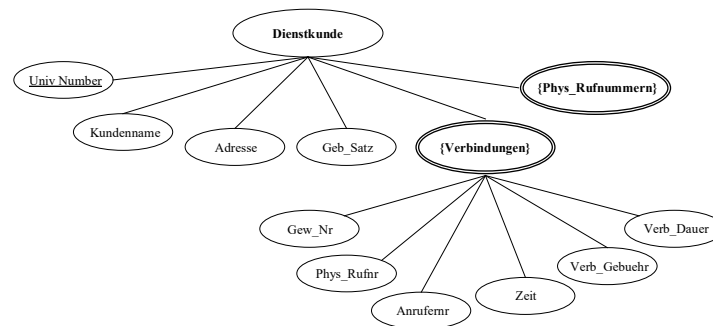 Dienstkunde
Univ Number
{Phys_Rufnummern}
Kundenname
Adresse
Geb_Satz
{Verbindungen}
Gew_Nr
Verb_Dauer
Phys_Rufnr
Verb_Gebuehr
Anrufernr
Zeit